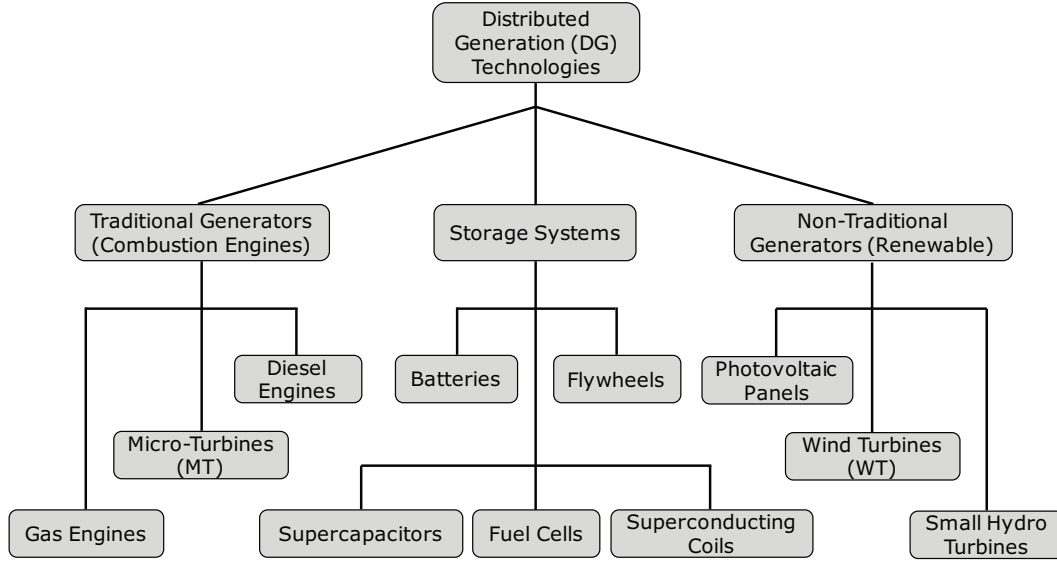 Distributed
Generation (DG)
Technologies
Traditional Generators
(Combustion Engines)
Storage Systems
Non-Traditional
Generators (Renewable)
Diesel
Engines
Batteries
Flywheels
Photovoltaic
Panels
Micro-Turbines
(MT)
Wind Turbines
(WT)
Gas Engines
Supercapacitors
Fuel Cells
Superconducting
Coils
Small Hydro
Turbines